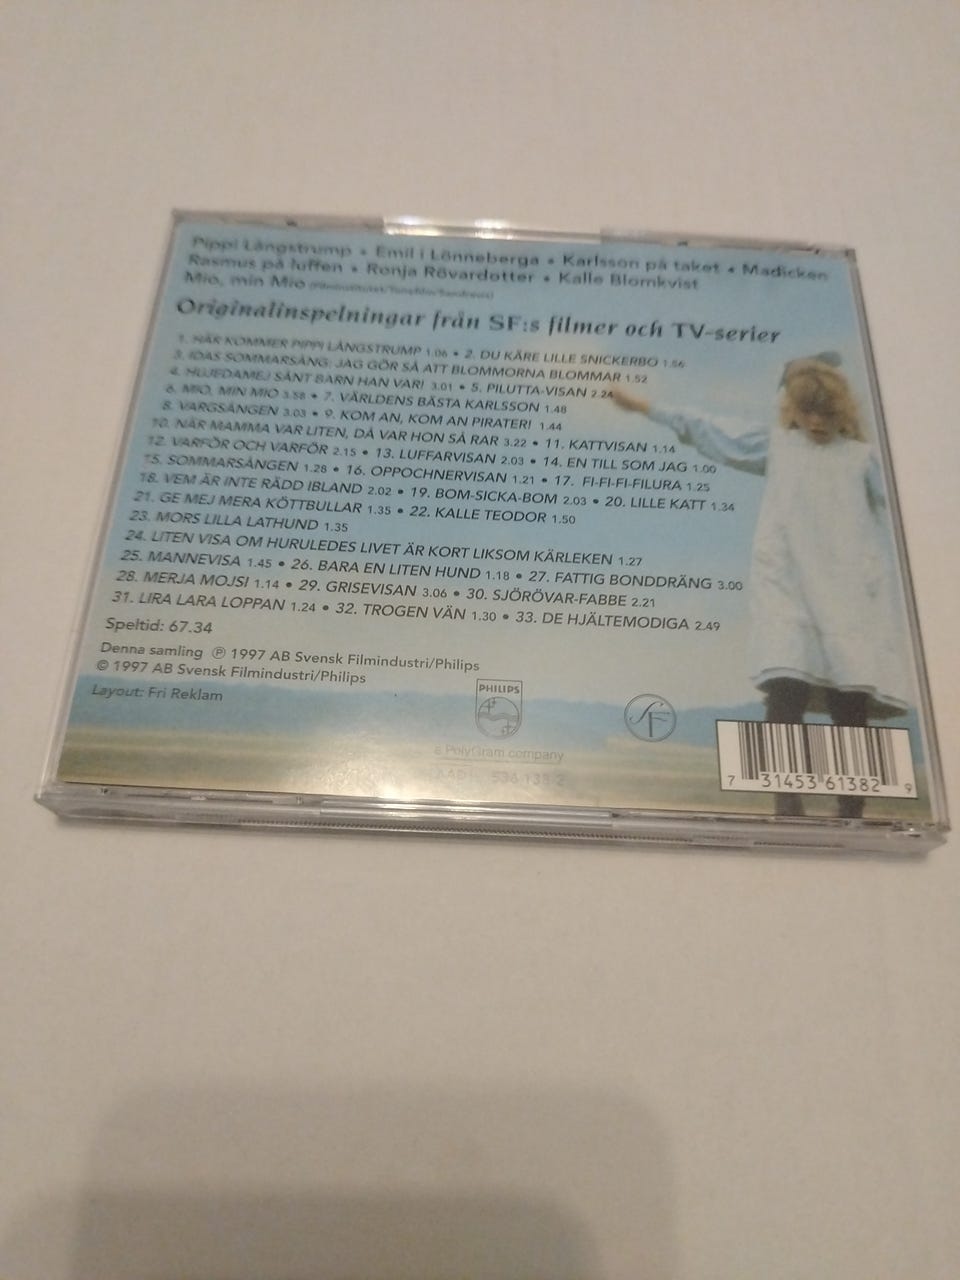 Pippi Långstrump • Emil i Lönneberga • Karlsson på taket • Madicken
Rasmus på luffen • Ronja Rövardotter • Kalle Blomkvist
Mio, min Mio (Filminstitutet/Tonefilm/Sandrews)
Originalinspelningar från SF:s filmer och TV-serier
1. HÄR KOMMER PIPPI LÅNGSTRUMP 1.06 • 2. DU KÄRE LILLE SNICKERBO 1.56
3. IDAS SOMMARSÅNG: JAG GÖR SÅ ATT BLOMMORNA BLOMMAR 1.52
4. HUJEDAMEJ SÅNT BARN HAN VAR! 3.01 • 5. PILUTTA-VISAN 2.24
6. MIO, MIN MIO 3.58 • 7. VÄRLDENS BÄSTA KARLSSON 1.48
8. VARGSÅNGEN 3.03 • 9. KOM AN, KOM AN PIRATER! 1.44
10. NÄR MAMMA VAR LITEN, DÅ VAR HON SÅ RAR 3.22 • 11. KATTVISAN 1.14
12. VARFÖR OCH VARFÖR 2.15 • 13. LUFFARVISAN 2.03 • 14. EN TILL SOM JAG 1.00
15. SOMMARSÅNGEN 1.28 • 16. OPPOCHNERVISAN 1.21 • 17. FI-FI-FI-FILURA 1.25
18. VEM ÄR INTE RÄDD IBLAND 2.02 • 19. BOM-SICKA-BOM 2.03 • 20. LILLE KATT 1.34
21. GE MEJ MERA KÖTTBULLAR 1.35 • 22. KALLE TEODOR 1.50
23. MORS LILLA LATHUND 1.35
24. LITEN VISA OM HURULEDES LIVET ÄR KORT LIKSOM KÄRLEKEN 1.27
25. MANNEVISA 1.45 • 26. BARA EN LITEN HUND 1.18 • 27. FATTIG BONDDRÄNG 3.00
28. MERJA MOJS! 1.14 • 29. GRISEVISAN 3.06 • 30. SJÖRÖVAR-FABBE 2.21
31. LIRA LARA LOPPAN 1.24 • 32. TROGEN VÄN 1.30 • 33. DE HJÄLTEMODIGA 2.49
Speltid: 67.34
Denna samling ℗ 1997 AB Svensk Filmindustri/Philips
© 1997 AB Svensk Filmindustri/Philips
Layout: Fri Reklam
PHILIPS
SF
a PolyGram company
AAD 536 138 2
7 31453 61382 9